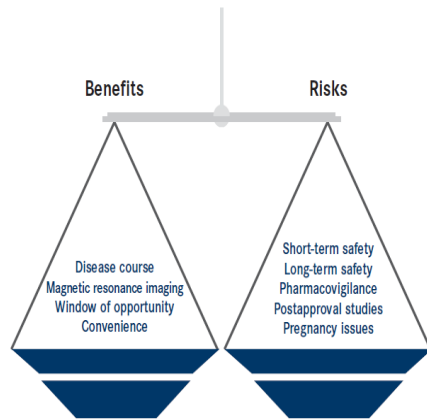 Benefits
Risks
Disease course
Magnetic resonance imaging
Window of opportunity
Convenience
Short-term safety
Long-term safety
Pharmacovigilance
Postapproval studies
Pregnancy issues